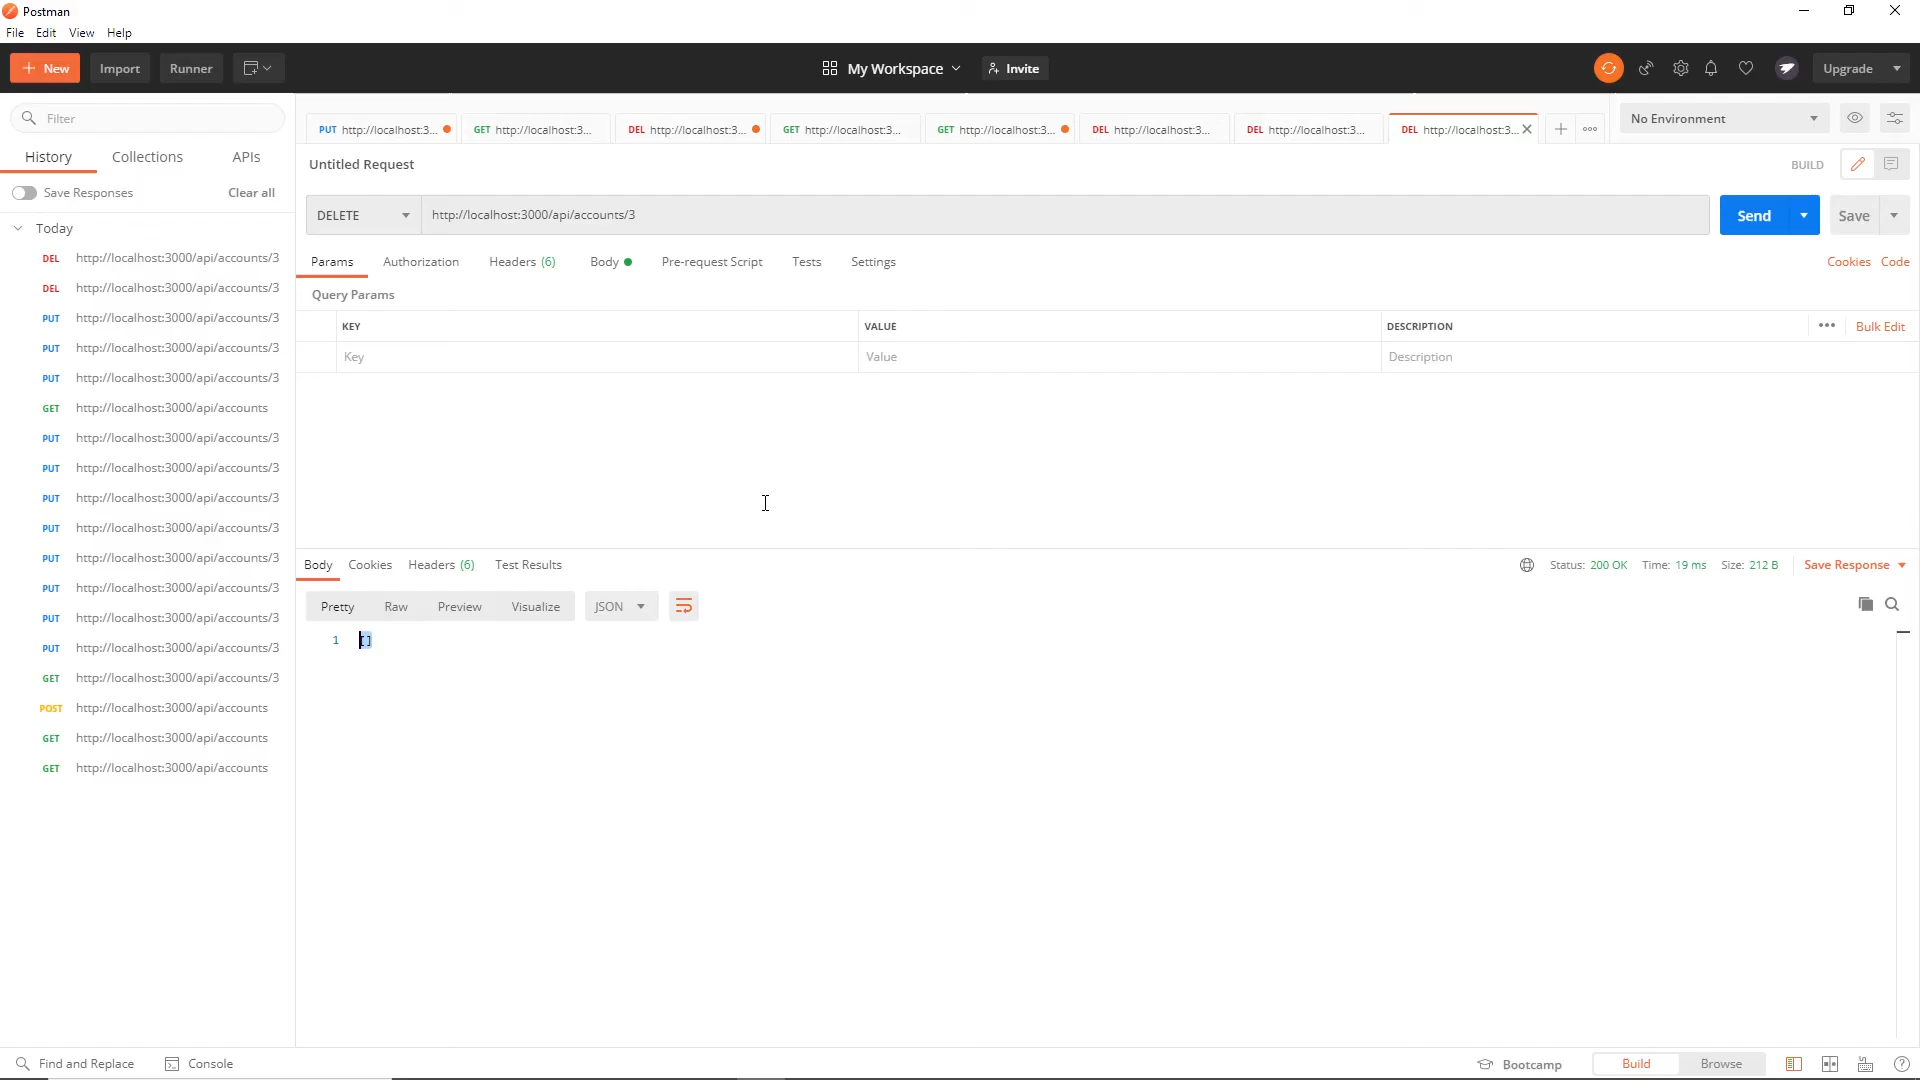 Postman
File Edit View Help
New Import Runner My Workspace Invite Upgrade
Filter
History Collections APIs
Save Responses Clear all
Today
DEL http://localhost:3000/api/accounts/3
DEL http://localhost:3000/api/accounts/3
PUT http://localhost:3000/api/accounts/3
PUT http://localhost:3000/api/accounts/3
PUT http://localhost:3000/api/accounts/3
GET http://localhost:3000/api/accounts
PUT http://localhost:3000/api/accounts/3
PUT http://localhost:3000/api/accounts/3
PUT http://localhost:3000/api/accounts/3
PUT http://localhost:3000/api/accounts/3
PUT http://localhost:3000/api/accounts/3
PUT http://localhost:3000/api/accounts/3
PUT http://localhost:3000/api/accounts/3
PUT http://localhost:3000/api/accounts/3
GET http://localhost:3000/api/accounts/3
POST http://localhost:3000/api/accounts
GET http://localhost:3000/api/accounts
GET http://localhost:3000/api/accounts
PUT http://localhost:3... GET http://localhost:3... DEL http://localhost:3... GET http://localhost:3... GET http://localhost:3... DEL http://localhost:3... DEL http://localhost:3... DEL http://localhost:3... No Environment
Untitled Request BUILD
DELETE http://localhost:3000/api/accounts/3 Send Save
Params Authorization Headers (6) Body Pre-request Script Tests Settings Cookies Code
Query Params
KEY VALUE DESCRIPTION Bulk Edit
Key Value Description
Body Cookies Headers (6) Test Results Status: 200 OK Time: 19 ms Size: 212 B Save Response
Pretty Raw Preview Visualize JSON
1 []
Find and Replace Console Bootcamp Build Browse